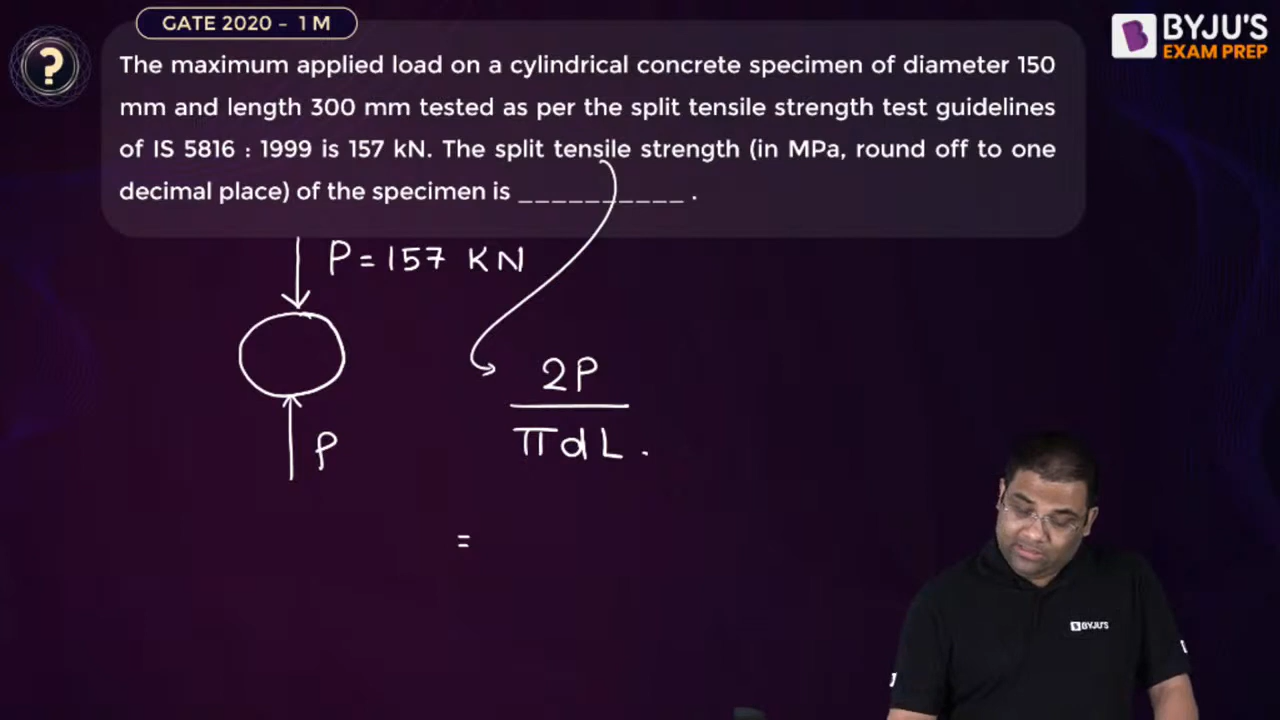 GATE 2020 - 1 M
BYJU'S
EXAM PREP
?
The maximum applied load on a cylindrical concrete specimen of diameter 150
mm and length 300 mm tested as per the split tensile strength test guidelines
of IS 5816 : 1999 is 157 kN. The split tensile strength (in MPa, round off to one
decimal place) of the specimen is __________ .
P = 157 KN
P
2P
πdL.
=
BYJU'S